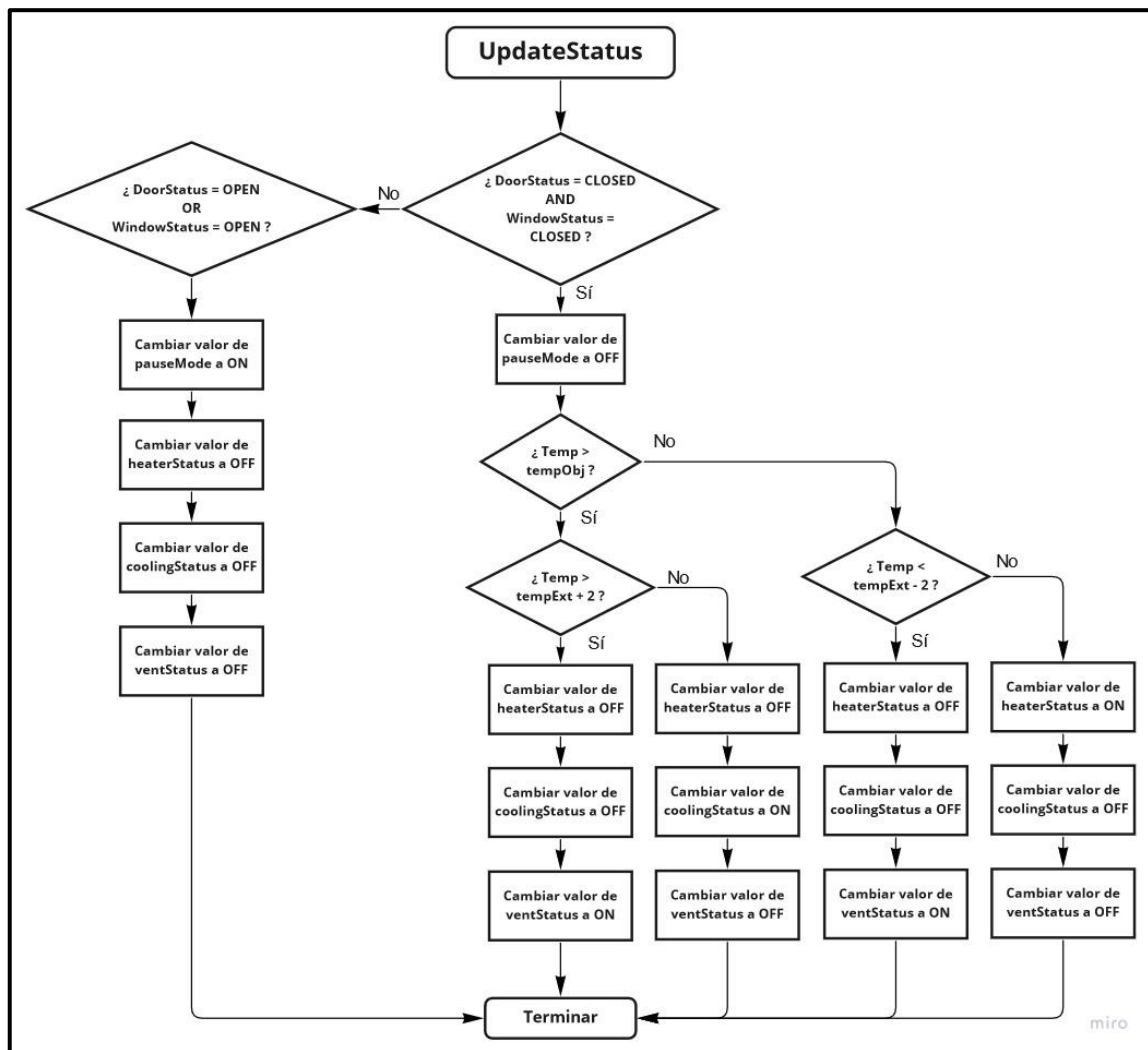 UpdateStatus
¿ DoorStatus = OPEN
OR
WindowStatus = OPEN ?
No
¿ DoorStatus = CLOSED
AND
WindowStatus =
CLOSED ?
Sí
Cambiar valor de
pauseMode a ON
Cambiar valor de
heaterStatus a OFF
Cambiar valor de
coolingStatus a OFF
Cambiar valor de
ventStatus a OFF
Cambiar valor de
pauseMode a OFF
¿ Temp >
tempObj ?
No
Sí
¿ Temp >
tempExt + 2 ?
No
Sí
¿ Temp <
tempExt - 2 ?
No
Sí
Cambiar valor de
heaterStatus a OFF
Cambiar valor de
coolingStatus a OFF
Cambiar valor de
ventStatus a ON
Cambiar valor de
heaterStatus a OFF
Cambiar valor de
coolingStatus a ON
Cambiar valor de
ventStatus a OFF
Cambiar valor de
heaterStatus a OFF
Cambiar valor de
coolingStatus a OFF
Cambiar valor de
ventStatus a ON
Cambiar valor de
heaterStatus a ON
Cambiar valor de
coolingStatus a OFF
Cambiar valor de
ventStatus a OFF
Terminar
miro